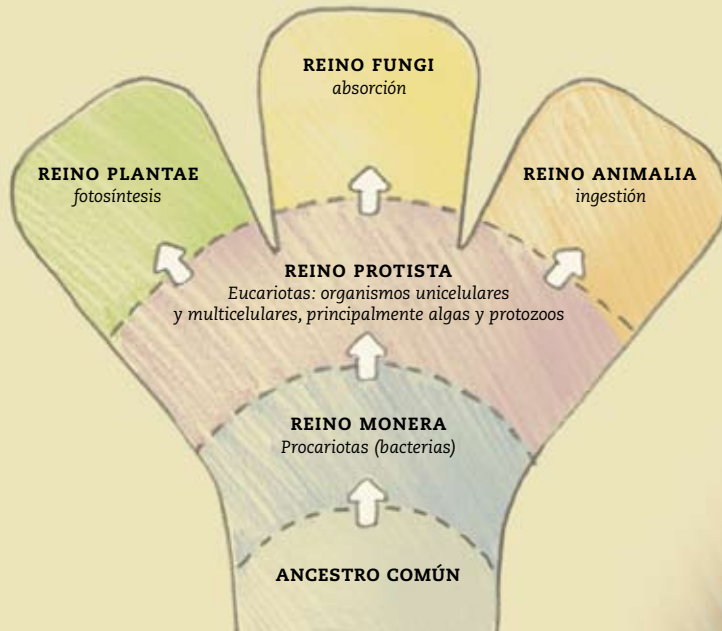 REINO FUNGI
absorción
REINO PLANTAE
fotosíntesis
REINO ANIMALIA
ingestión
REINO PROTISTA
Eucariotas: organismos unicelulares
y multicelulares, principalmente algas y protozoos
REINO MONERA
Procariotas (bacterias)
ANCESTRO COMÚN